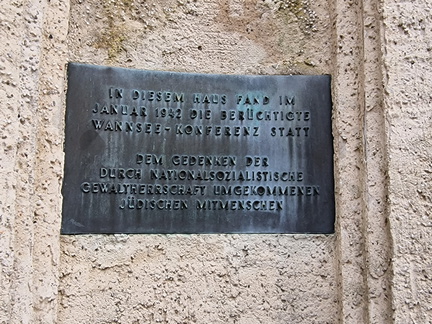 IN DIESEM HAUS FAND IM
JANUAR 1942 DIE BERÜCHTIGTE
WANNSEE-KONFERENZ STATT
DEM GEDENKEN DER
DURCH NATIONALSOZIALISTISCHE
GEWALTHERRSCHAFT UMGEKOMMENEN
JÜDISCHEN MITMENSCHEN